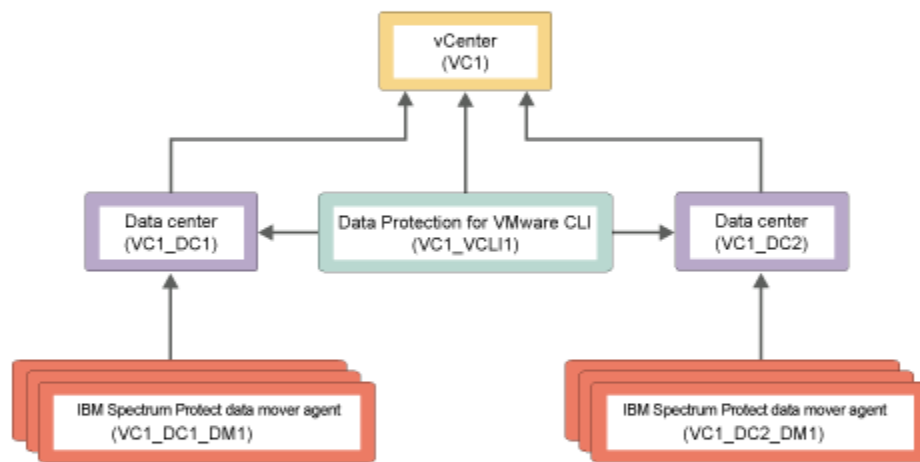 vCenter
(VC1)
Data center
(VC1_DC1)
Data Protection for VMware CLI
(VC1_VCLI1)
Data center
(VC1_DC2)
IBM Spectrum Protect data mover agent
(VC1_DC1_DM1)
IBM Spectrum Protect data mover agent
(VC1_DC2_DM1)